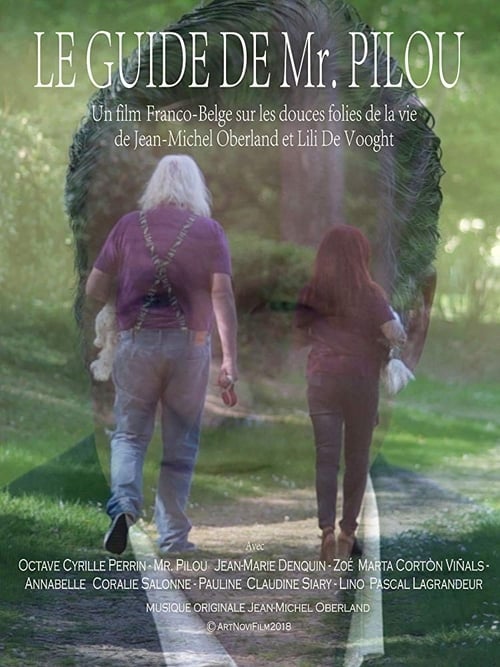 LE GUIDE DE Mr. PILOU
Un film Franco-Belge sur les douces folies de la vie
de Jean-Michel Oberland et Lili De Vooght
Avec
OCTAVE CYRILLE PERRIN - MR. PILOU JEAN-MARIE DENQUIN - ZOÉ MARTA CORTÒN VIÑALS -
ANNABELLE CORALIE SALONNE - PAULINE CLAUDINE SIARY - LINO PASCAL LAGRANDEUR
MUSIQUE ORIGINALE JEAN-MICHEL OBERLAND
© ARTNOVIFILM2018